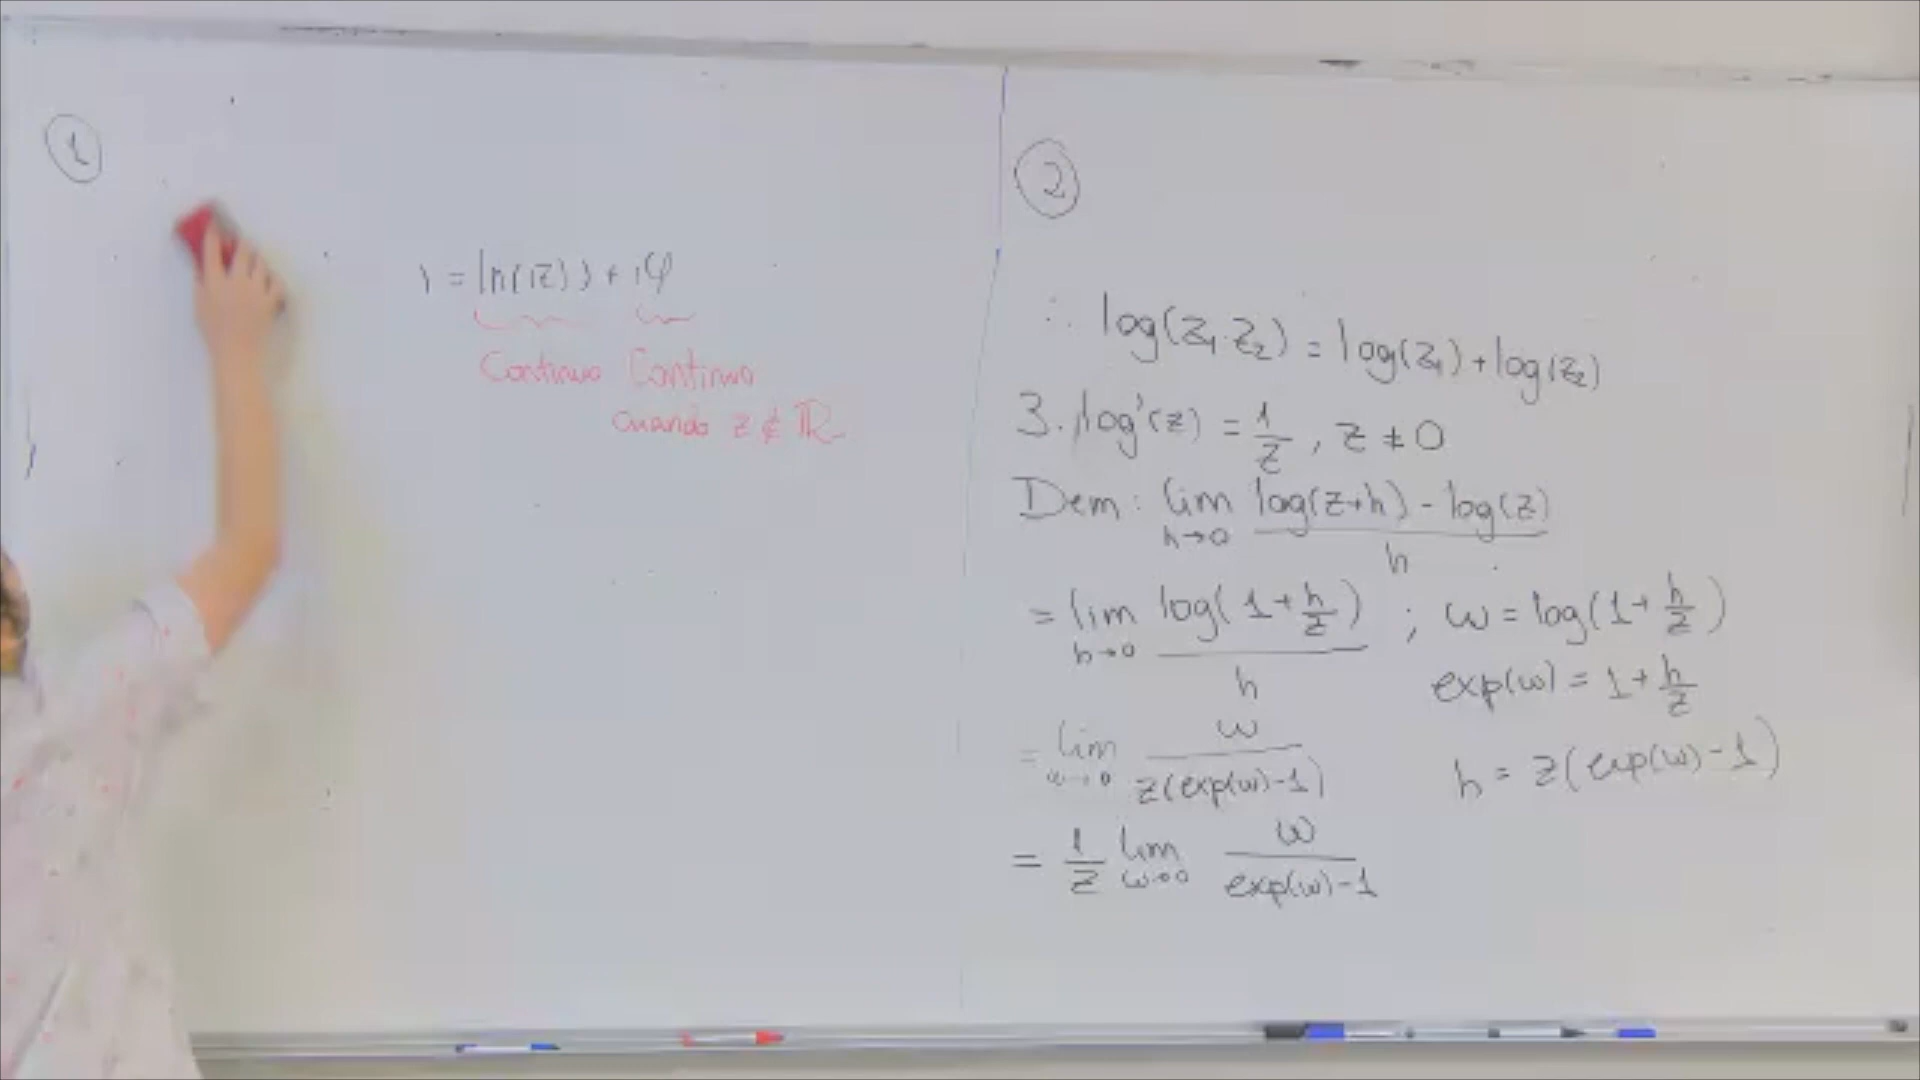 1
) = ln(|z|) + iφ
Continuo Continuo
cuando z ∉ ℝ-
2
∴ log(z₁·z₂) = log(z₁) + log(z₂)
3. log'(z) = 1/z , z ≠ 0
Dem: lim h→0 (log(z+h) - log(z))/h
= lim h→0 log(1 + h/z)/h ; ω = log(1 + h/z)
exp(ω) = 1 + h/z
= lim ω→0 ω/(z(exp(ω)-1)) h = z(exp(ω)-1)
= 1/z lim ω→0 ω/(exp(ω)-1)